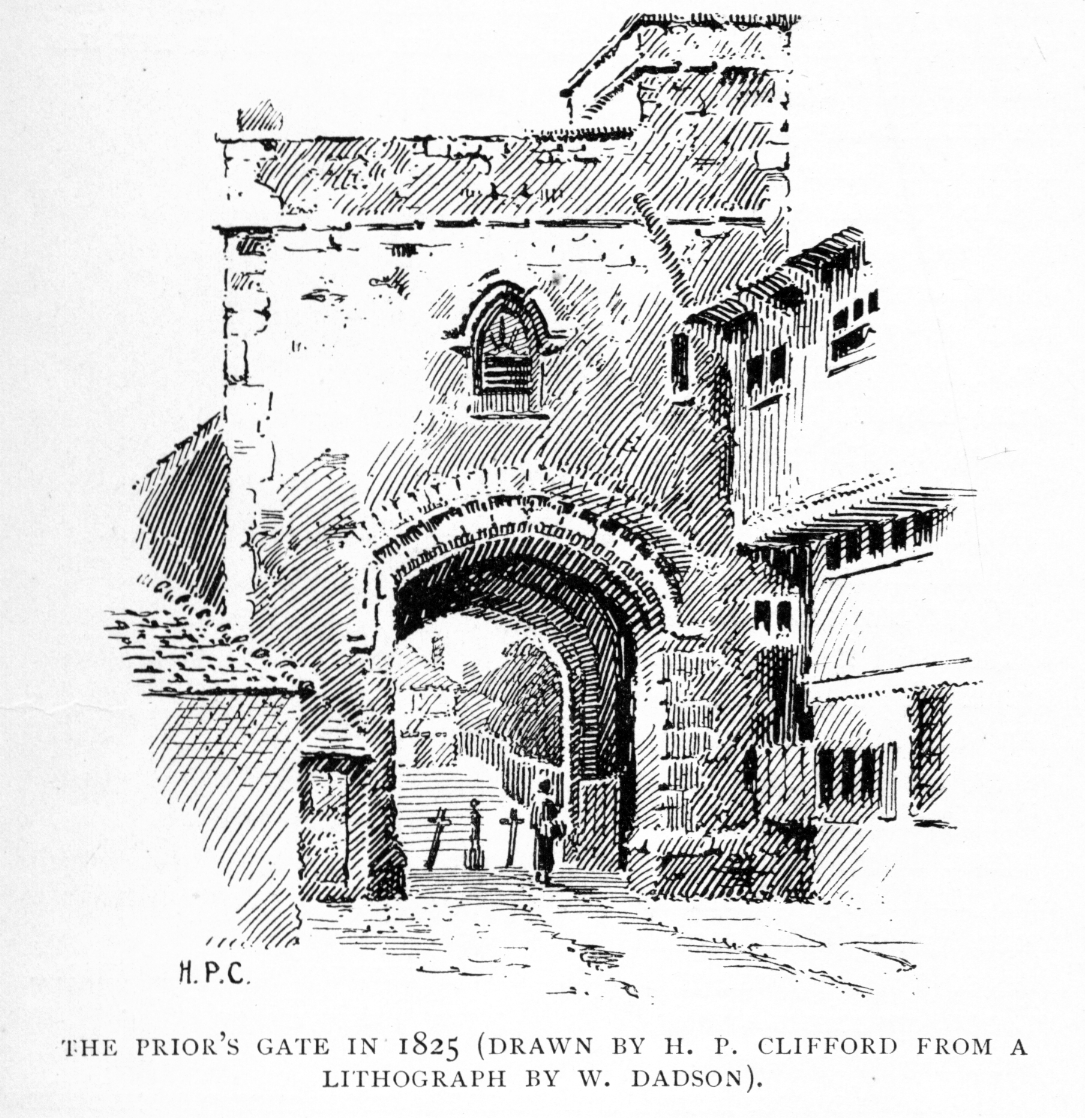 H.P.C.
THE PRIOR'S GATE IN 1825 (DRAWN BY H. P. CLIFFORD FROM A
LITHOGRAPH BY W. DADSON).